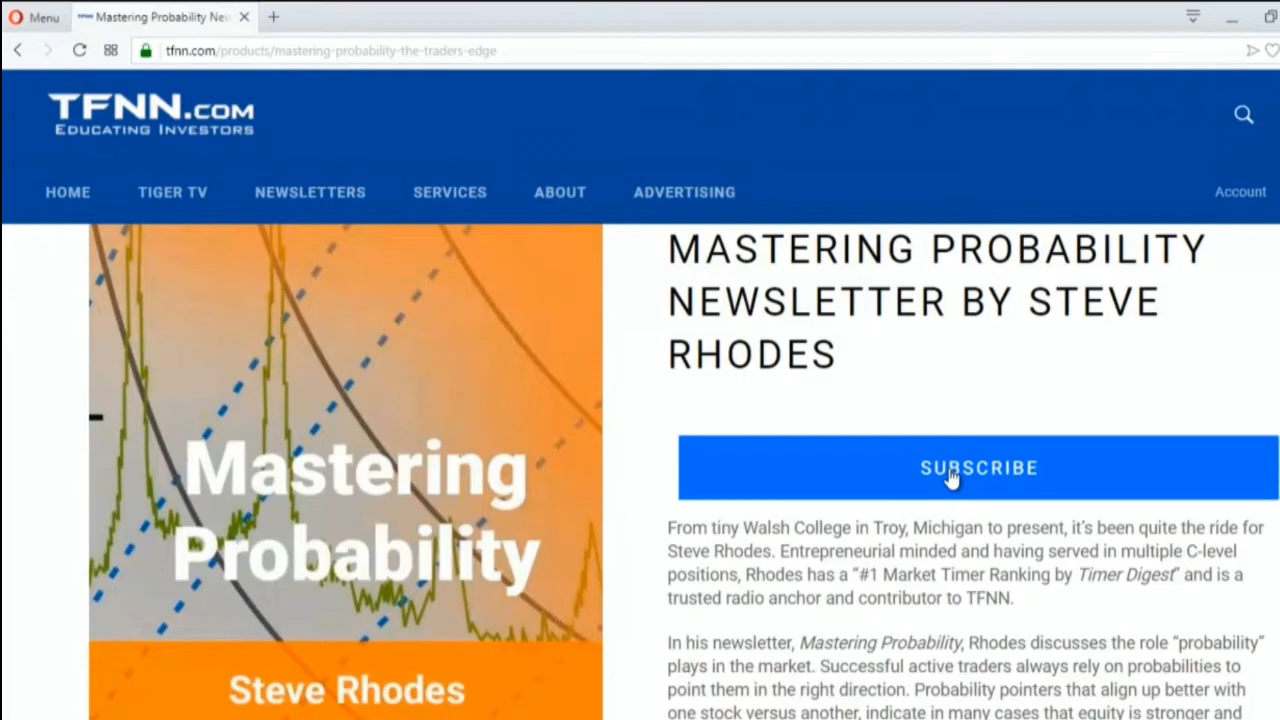 Menu
Mastering Probability Nev
tfnn.com/products/mastering-probability-the-traders-edge
TFNN.COM
EDUCATING INVESTORS
HOME TIGER TV NEWSLETTERS SERVICES ABOUT ADVERTISING Account
MASTERING PROBABILITY
NEWSLETTER BY STEVE
RHODES
SUBSCRIBE
From tiny Walsh College in Troy, Michigan to present, it's been quite the ride for
Steve Rhodes. Entrepreneurial minded and having served in multiple C-level
positions, Rhodes has a “#1 Market Timer Ranking by Timer Digest” and is a
trusted radio anchor and contributor to TFNN.
In his newsletter, Mastering Probability, Rhodes discusses the role “probability”
plays in the market. Successful active traders always rely on probabilities to
point them in the right direction. Probability pointers that align up better with
one stock versus another, indicate in many cases that equity is stronger and
Mastering
Probability
Steve Rhodes